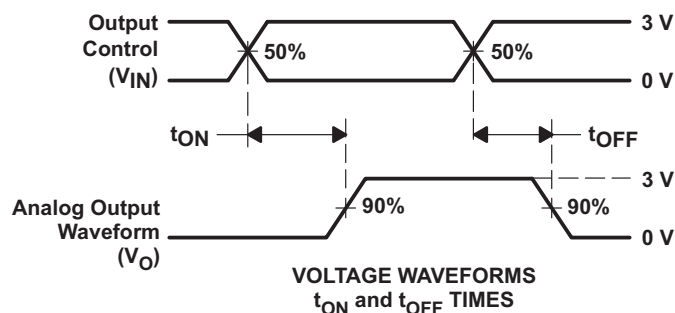 Output
Control
(VIN)
50%
50%
3 V
0 V
tON
tOFF
Analog Output
Waveform
(VO)
90%
90%
3 V
0 V
VOLTAGE WAVEFORMS
tON and tOFF TIMES